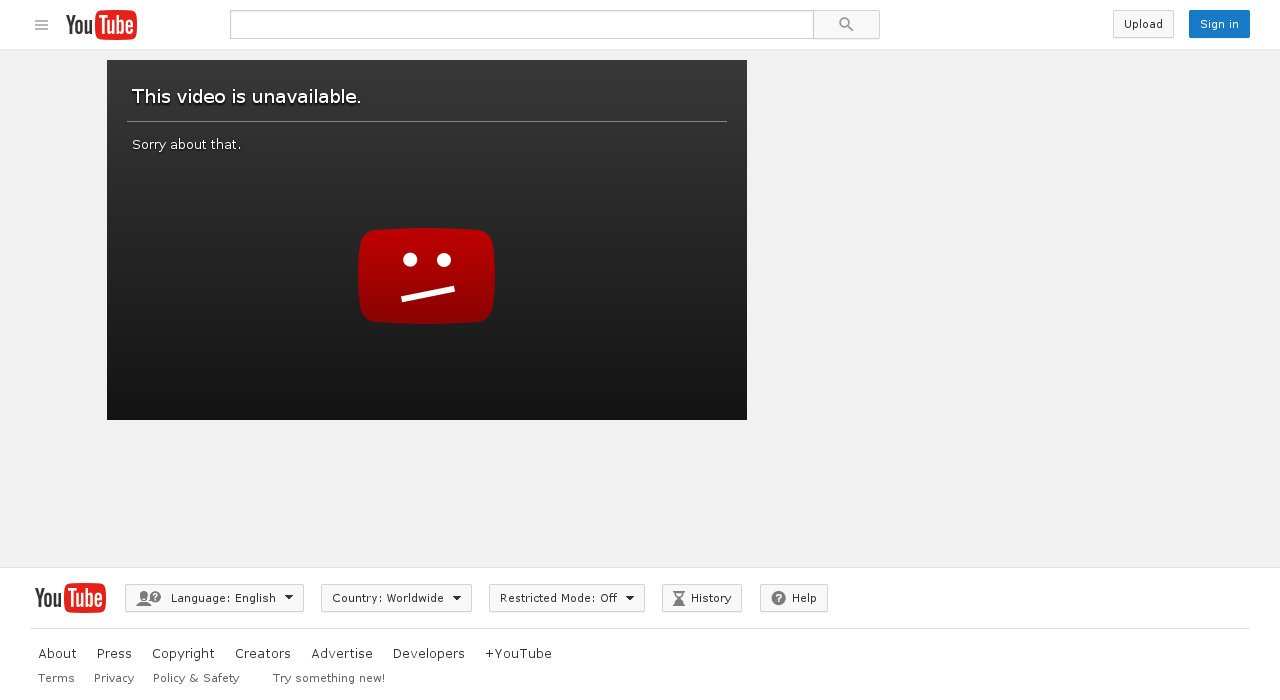 YouTube
Upload
Sign in
This video is unavailable.
Sorry about that.
YouTube
Language: English
Country: Worldwide
Restricted Mode: Off
History
Help
About Press Copyright Creators Advertise Developers +YouTube
Terms Privacy Policy & Safety Try something new!